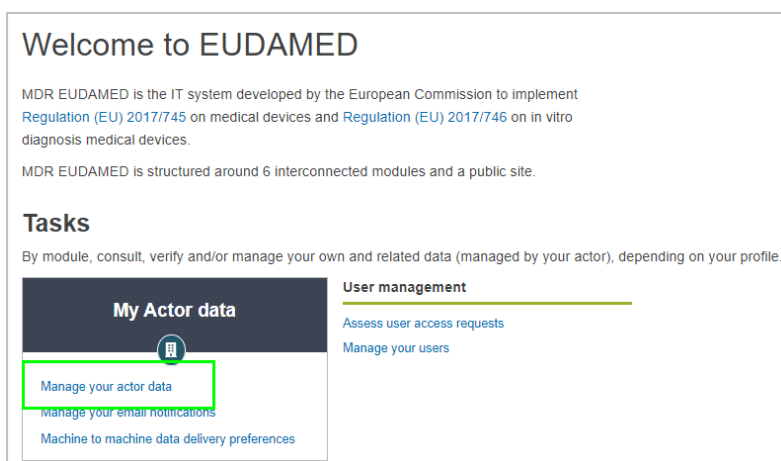 Welcome to EUDAMED
MDR EUDAMED is the IT system developed by the European Commission to implement
Regulation (EU) 2017/745 on medical devices and Regulation (EU) 2017/746 on in vitro
diagnosis medical devices.
MDR EUDAMED is structured around 6 interconnected modules and a public site.
Tasks
By module, consult, verify and/or manage your own and related data (managed by your actor), depending on your profile.
My Actor data
Manage your actor data
Manage your email notifications
Machine to machine data delivery preferences
User management
Assess user access requests
Manage your users